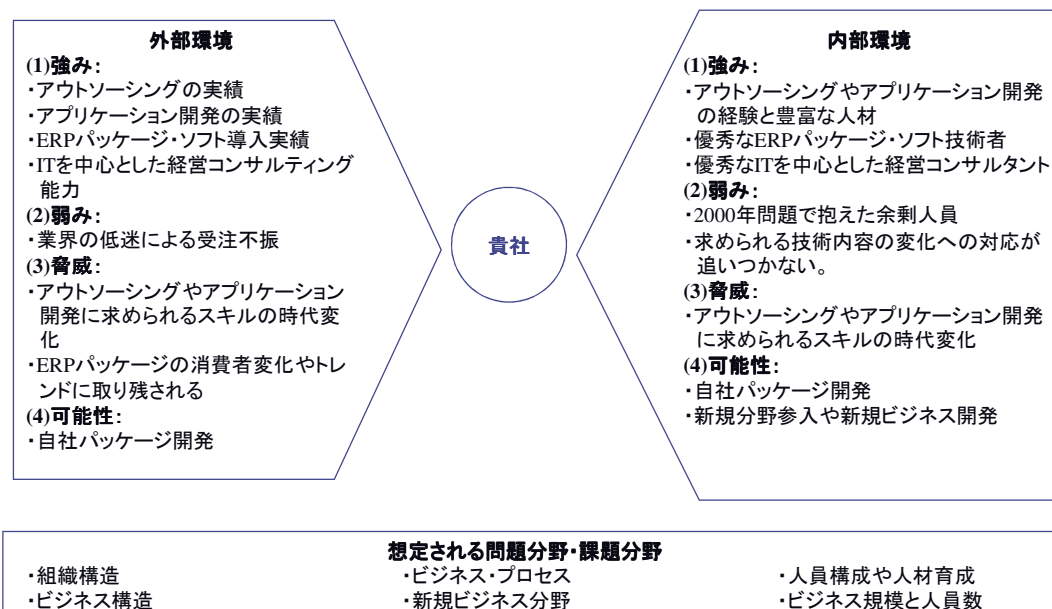 外部環境
(1)強み：
・アウトソーシングの実績
・アプリケーション開発の実績
・ERPパッケージ・ソフト導入実績
・ITを中心とした経営コンサルティング
能力
(2)弱み：
・業界の低迷による受注不振
(3)脅威：
・アウトソーシングやアプリケーション
開発に求められるスキルの時代変
化
・ERPパッケージの消費者変化やトレ
ンドに取り残される
(4)可能性：
・自社パッケージ開発
貴社
内部環境
(1)強み：
・アウトソーシングやアプリケーション開発
の経験と豊富な人材
・優秀なERPパッケージ・ソフト技術者
・優秀なITを中心とした経営コンサルタント
(2)弱み：
・2000年問題で抱えた余剰人員
・求められる技術内容の変化への対応が
追いつかない。
(3)脅威：
・アウトソーシングやアプリケーション開発
に求められるスキルの時代変化
(4)可能性：
・自社パッケージ開発
・新規分野参入や新規ビジネス開発
想定される問題分野・課題分野
・組織構造
・ビジネス構造
・ビジネス・プロセス
・新規ビジネス分野
・人員構成や人材育成
・ビジネス規模と人員数